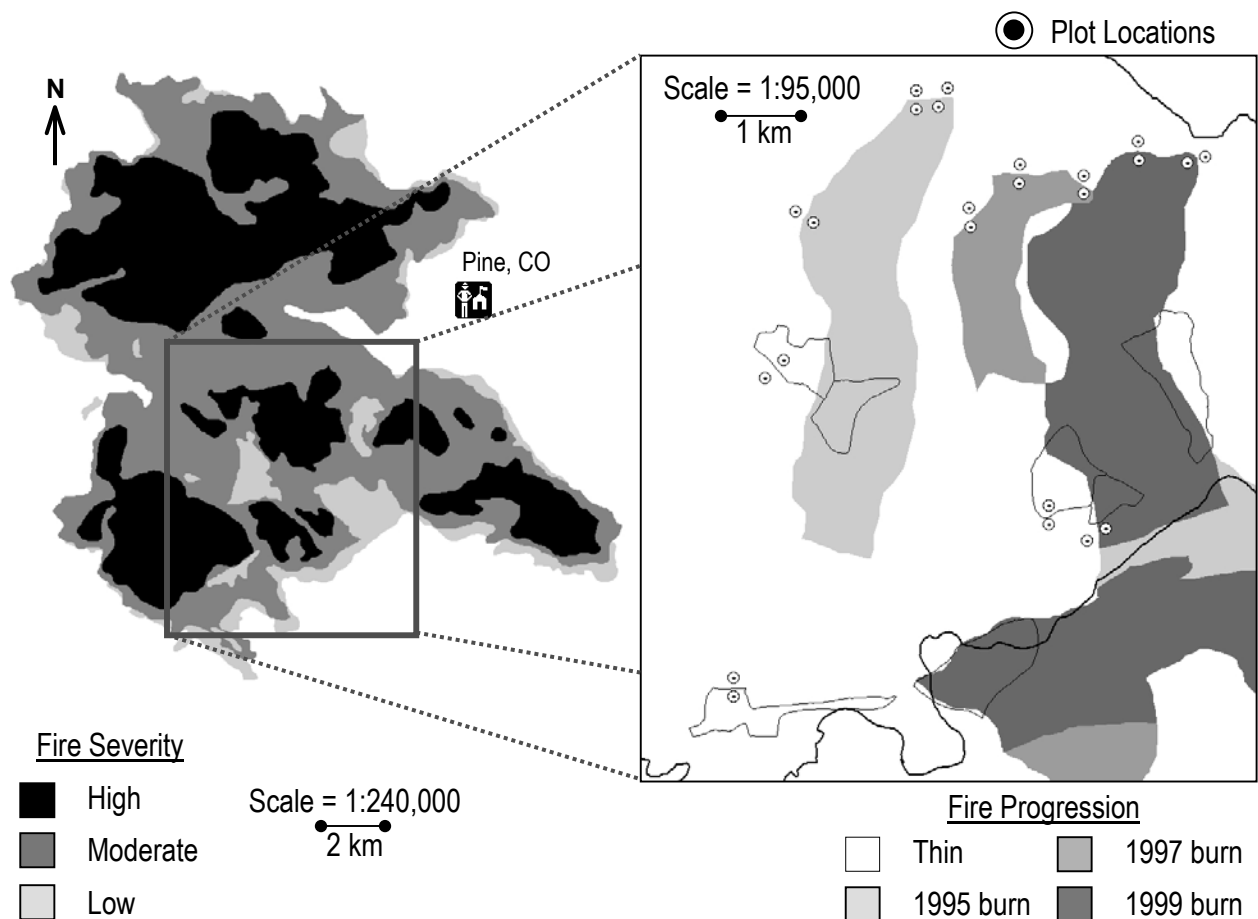 Plot Locations
N
Scale = 1:95,000
1 km
Pine, CO
Fire Severity
High
Moderate
Low
Scale = 1:240,000
2 km
Fire Progression
Thin
1997 burn
1995 burn
1999 burn